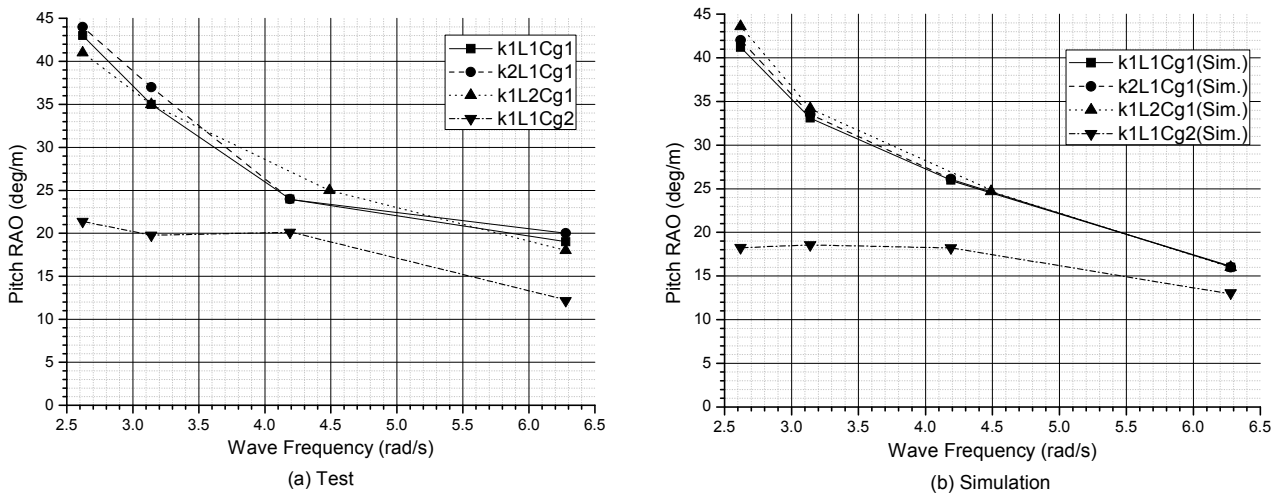 45
40
35
30
25
20
15
10
5
0
Pitch RAO (deg/m)
k1L1Cg1
k2L1Cg1
k1L2Cg1
k1L1Cg2
2.5 3.0 3.5 4.0 4.5 5.0 5.5 6.0 6.5
Wave Frequency (rad/s)
(a) Test
45
40
35
30
25
20
15
10
5
0
Pitch RAO (deg/m)
k1L1Cg1(Sim.)
k2L1Cg1(Sim.)
k1L2Cg1(Sim.)
k1L1Cg2(Sim.)
2.5 3.0 3.5 4.0 4.5 5.0 5.5 6.0 6.5
Wave Frequency (rad/s)
(b) Simulation